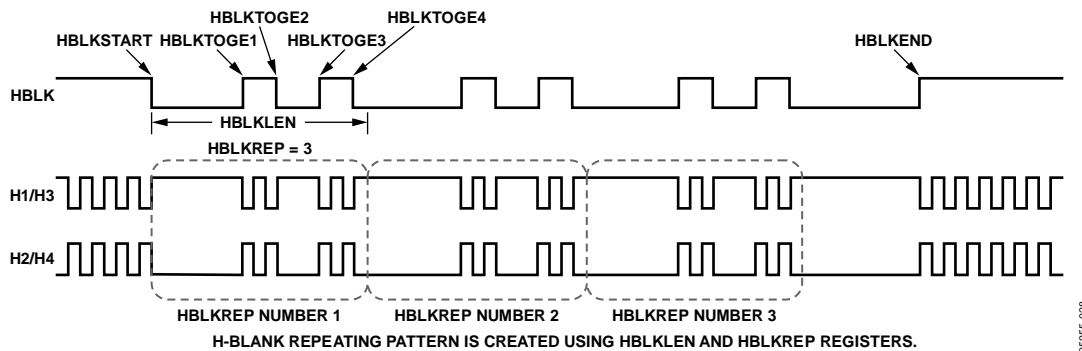 HBLKTOGE2 HBLKTOGE4
HBLKSTART HBLKTOGE1 HBLKTOGE3 HBLKEND
HBLK
HBLKLEN
HBLKREP = 3
H1/H3
H2/H4
HBLKREP NUMBER 1 HBLKREP NUMBER 2 HBLKREP NUMBER 3
H-BLANK REPEATING PATTERN IS CREATED USING HBLKLEN AND HBLKREP REGISTERS.